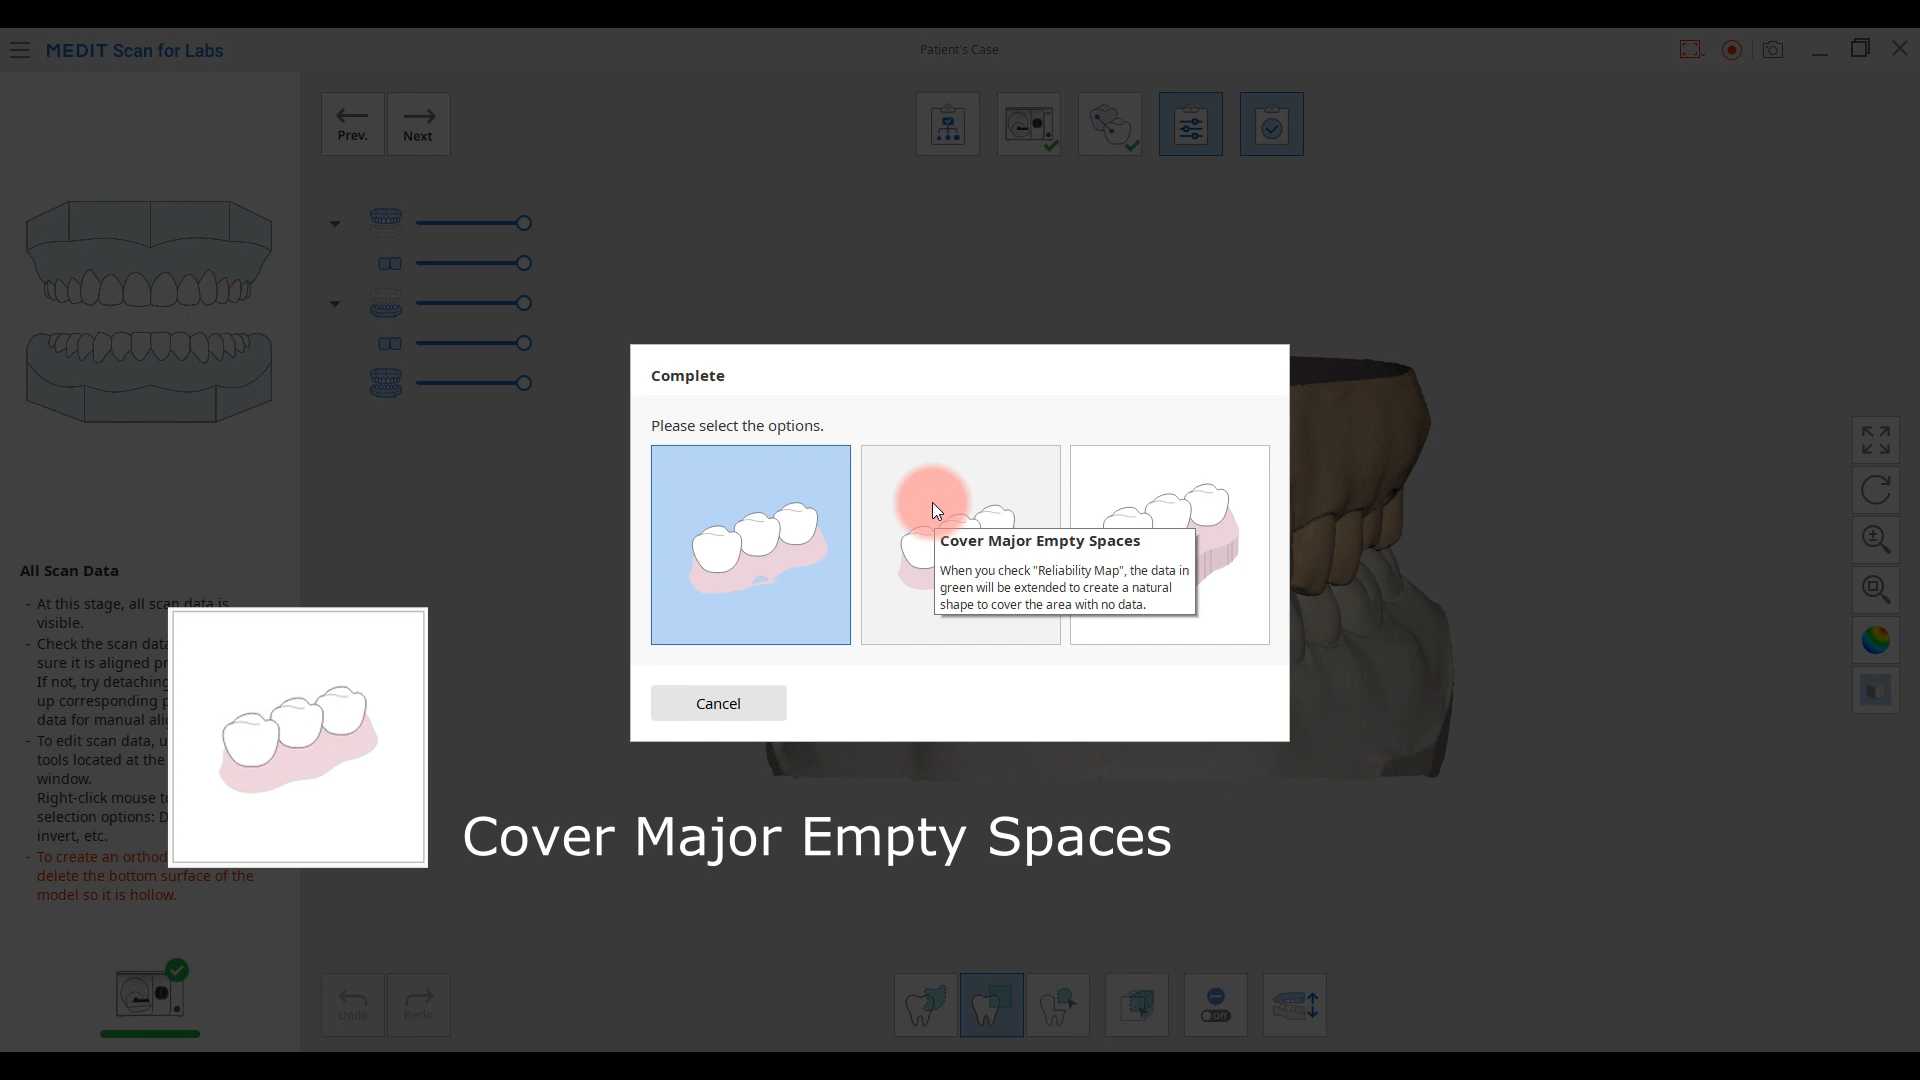 MEDIT Scan for Labs
Patient's Case
Prev.
Next
All Scan Data
- At this stage, all scan data is
visible.
- Check the scan data
sure it is aligned
If not, try detaching
up corresponding
data for manual
- To edit scan data,
tools located at the
window.
Right-click mouse
selection options:
invert, etc.
- To create an
delete the bottom surface of the
model so it is hollow.
Complete
Please select the options.
Cover Major Empty Spaces
When you check "Reliability Map", the data in
green will be extended to create a natural
shape to cover the area with no data.
Cancel
Cover Major Empty Spaces
Undo
Redo
Off